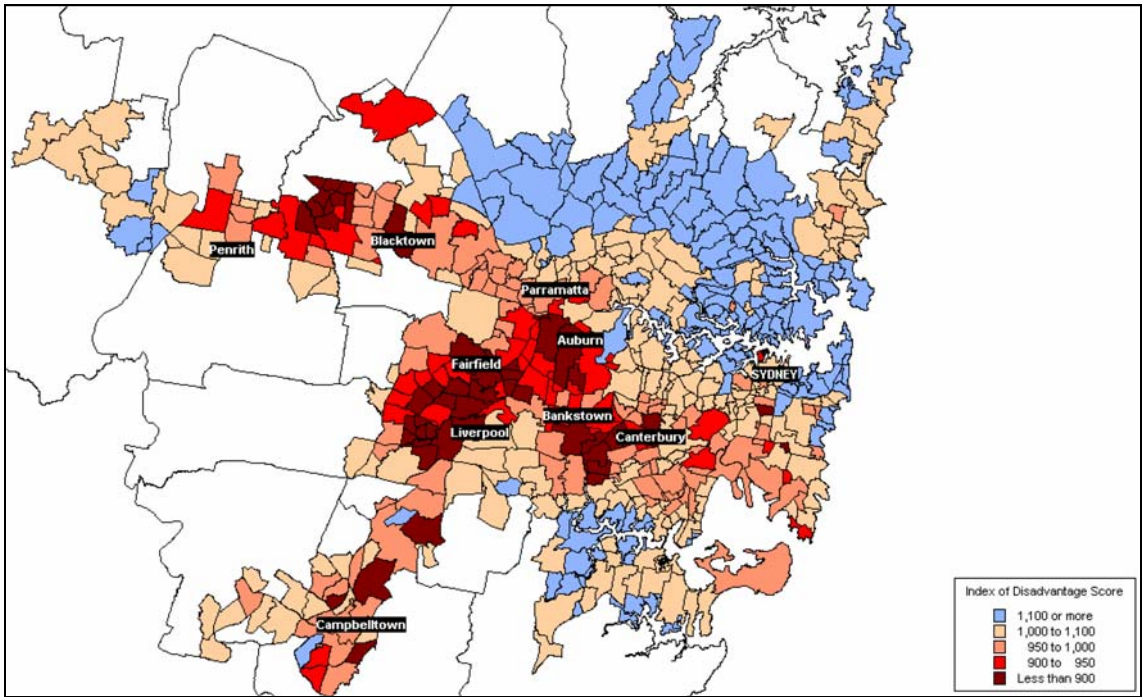 Penrith
Blacktown
Parramatta
Auburn
Fairfield
SYDNEY
Bankstown
Liverpool
Canterbury
Campbelltown
Index of Disadvantage Score
1,100 or more
1,000 to 1,100
950 to 1,000
900 to 950
Less than 900